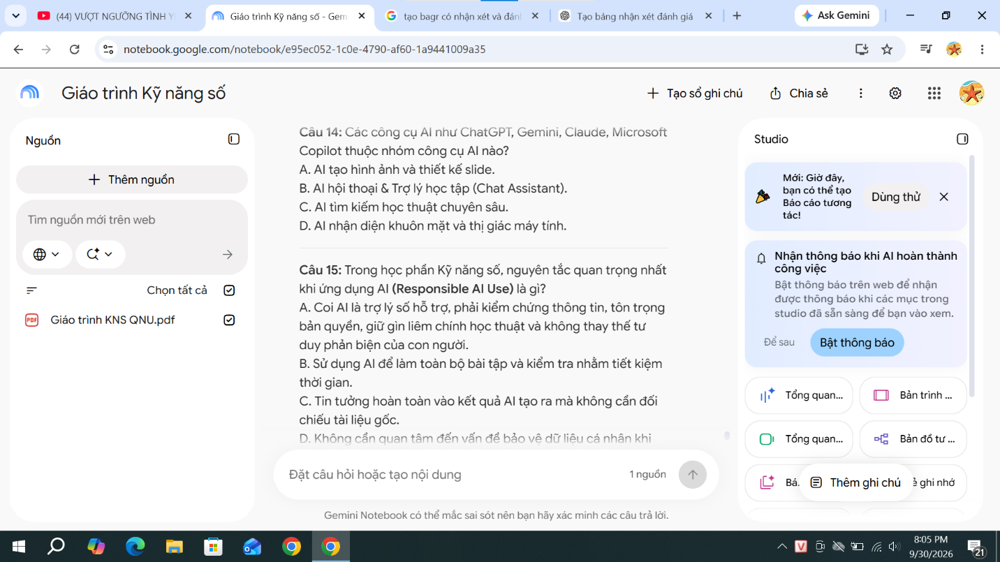 (44) VƯỢT NGƯỠNG TÌNH Y
Giáo trình Kỹ năng số - Gem
tạo bagr có nhận xét và đán
Tạo bảng nhận xét đánh giá
Ask Gemini
notebook.google.com/notebook/e95ec052-1c0e-4790-af60-1a9441009a35
Giáo trình Kỹ năng số
Tạo sổ ghi chú
Chia sẻ
Nguồn
Thêm nguồn
Tìm nguồn mới trên web
Chọn tất cả
PDF
Giáo trình KNS QNU.pdf
Câu 14: Các công cụ AI như ChatGPT, Gemini, Claude, Microsoft
Copilot thuộc nhóm công cụ AI nào?
A. AI tạo hình ảnh và thiết kế slide.
B. AI hội thoại & Trợ lý học tập (Chat Assistant).
C. AI tìm kiếm học thuật chuyên sâu.
D. AI nhận diện khuôn mặt và thị giác máy tính.
Câu 15: Trong học phần Kỹ năng số, nguyên tắc quan trọng nhất
khi ứng dụng AI (Responsible AI Use) là gì?
A. Coi AI là trợ lý số hỗ trợ, phải kiểm chứng thông tin, tôn trọng
bản quyền, giữ gìn liêm chính học thuật và không thay thế tư
duy phản biện của con người.
B. Sử dụng AI để làm toàn bộ bài tập và kiểm tra nhằm tiết kiệm
thời gian.
C. Tin tưởng hoàn toàn vào kết quả AI tạo ra mà không cần đối
chiếu tài liệu gốc.
D. Không cần quan tâm đến vấn đề bảo vệ dữ liệu cá nhân khi
Đặt câu hỏi hoặc tạo nội dung
1 nguồn
Gemini Notebook có thể mắc sai sót nên bạn hãy xác minh các câu trả lời.
Studio
Mới: Giờ đây,
bạn có thể tạo
Báo cáo tương
tác!
Dùng thử
Nhận thông báo khi AI hoàn thành
công việc
Bật thông báo trên web để nhận
được thông báo khi các mục trong
studio đã sẵn sàng để bạn vào xem.
Để sau
Bật thông báo
Tổng quan...
Bản trình ...
Tổng quan...
Bản đồ tư ...
Bá.
Thêm ghi chú
ẻ ghi nhớ
V
8:05 PM
9/30/2026
21